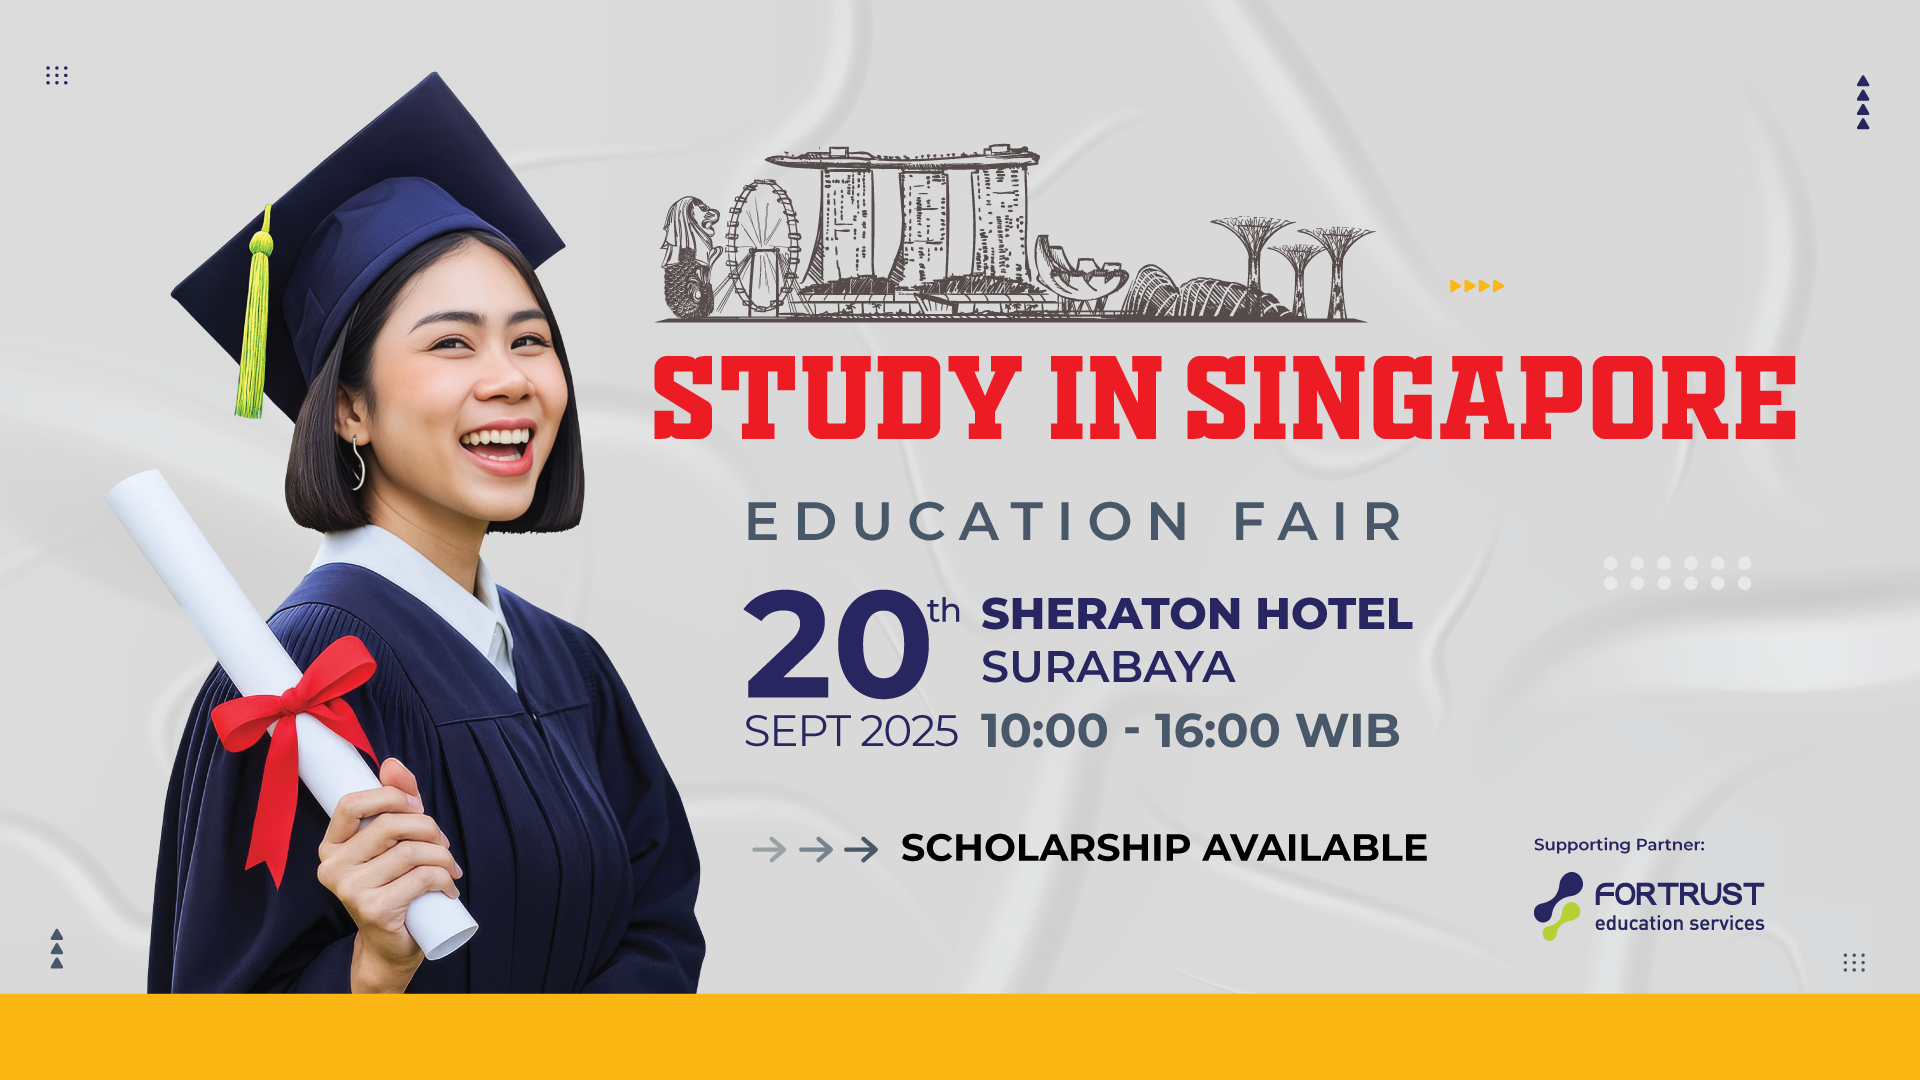 STUDY IN SINGAPORE
EDUCATION FAIR
20th
SEPT 2025
SHERATON HOTEL
SURABAYA
10:00 - 16:00 WIB
SCHOLARSHIP AVAILABLE
Supporting Partner:
FORTRUST
education services